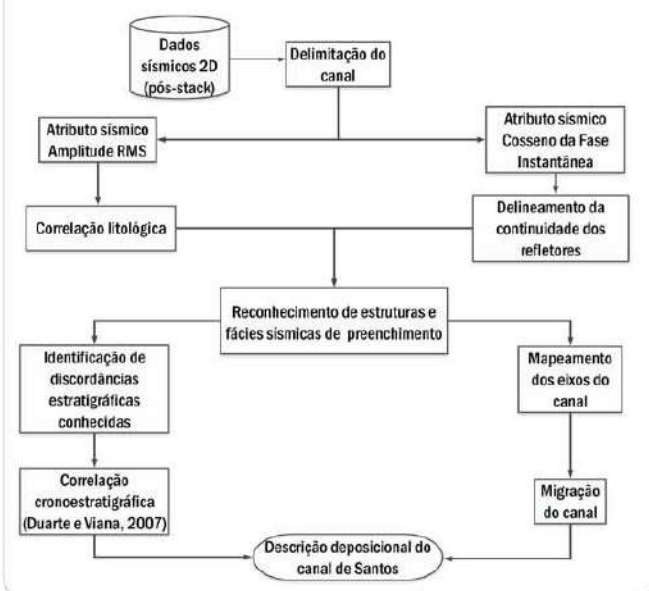 Dados
sísmicos 2D
(pós-stack)
Delimitação do
canal
Atributo sísmico
Amplitude RMS
Atributo sísmico
Cosseno da Fase
Instantânea
Correlação litológica
Delineamento da
continuidade dos
refletores
Reconhecimento de estruturas e
fácies sísmicas de preenchimento
Identificação de
discordâncias
estratigráficas
conhecidas
Mapeamento
dos eixos do
canal
Correlação
cronoestratigráfica
(Duarte e Viana, 2007)
Migração
do canal
Descrição deposicional do
canal de Santos